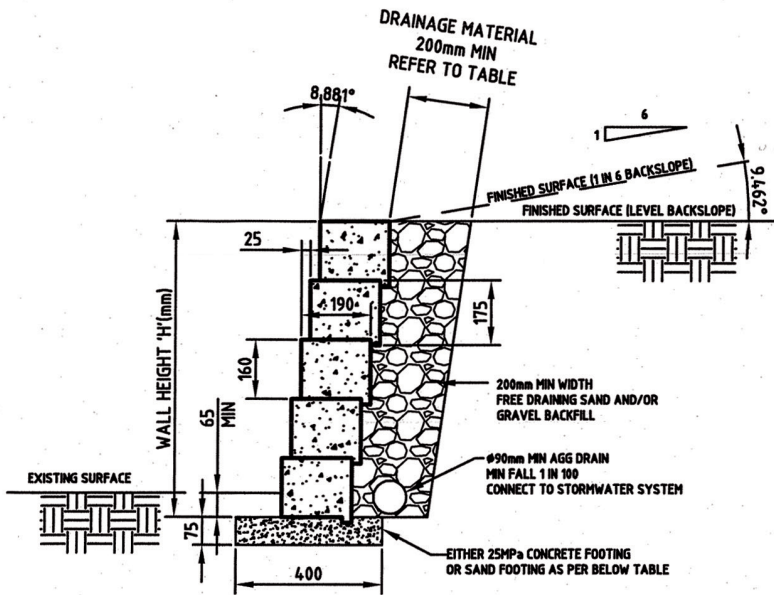 DRAINAGE MATERIAL
200mm MIN
REFER TO TABLE
8.881°
6
1
9.462°
FINISHED SURFACE (1 IN 6 BACKSLOPE)
FINISHED SURFACE (LEVEL BACKSLOPE)
25
190
175
160
WALL HEIGHT 'H'(mm)
65
MIN
200mm MIN WIDTH
FREE DRAINING SAND AND/OR
GRAVEL BACKFILL
EXISTING SURFACE
ø90mm MIN AGG DRAIN
MIN FALL 1 IN 100
CONNECT TO STORMWATER SYSTEM
75
400
EITHER 25MPa CONCRETE FOOTING
OR SAND FOOTING AS PER BELOW TABLE